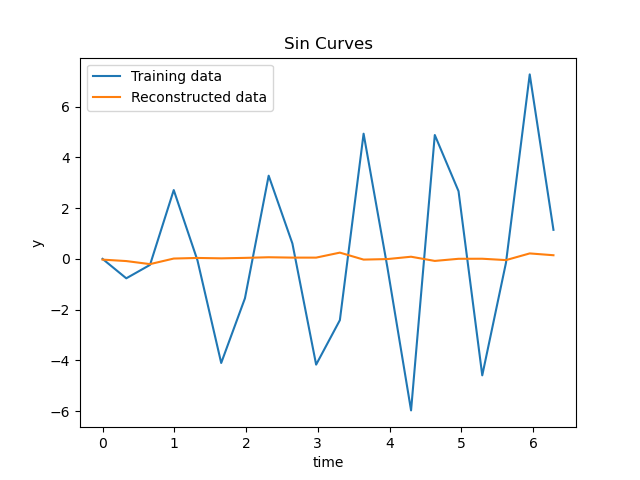 Sin Curves
Training data
Reconstructed data
6
4
2
0
−2
−4
−6
y
0 1 2 3 4 5 6
time